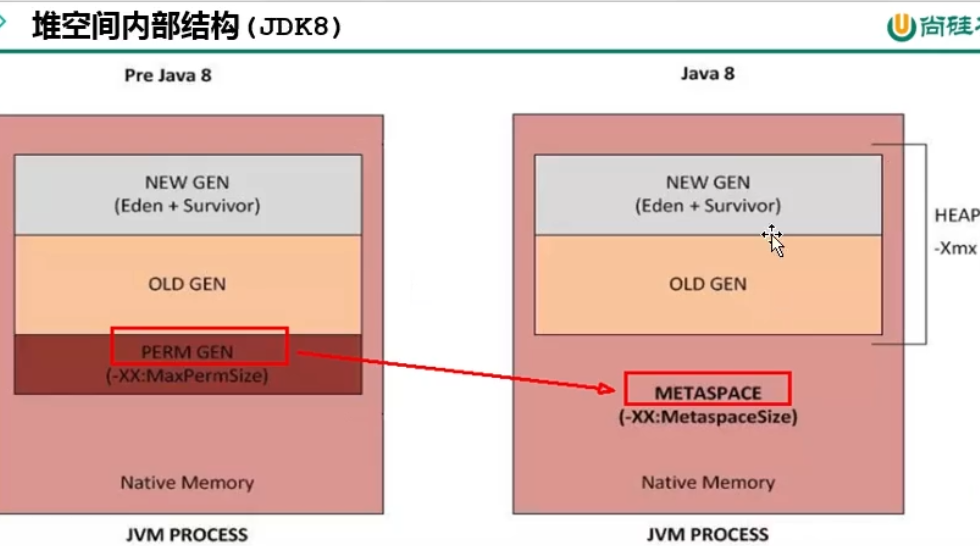 堆空间内部结构(JDK8)
尚硅
Pre Java 8
Java 8
NEW GEN
(Eden + Survivor)
OLD GEN
PERM GEN
(-XX:MaxPermSize)
Native Memory
JVM PROCESS
NEW GEN
(Eden + Survivor)
OLD GEN
HEAP
-Xmx
METASPACE
(-XX:MetaspaceSize)
Native Memory
JVM PROCESS